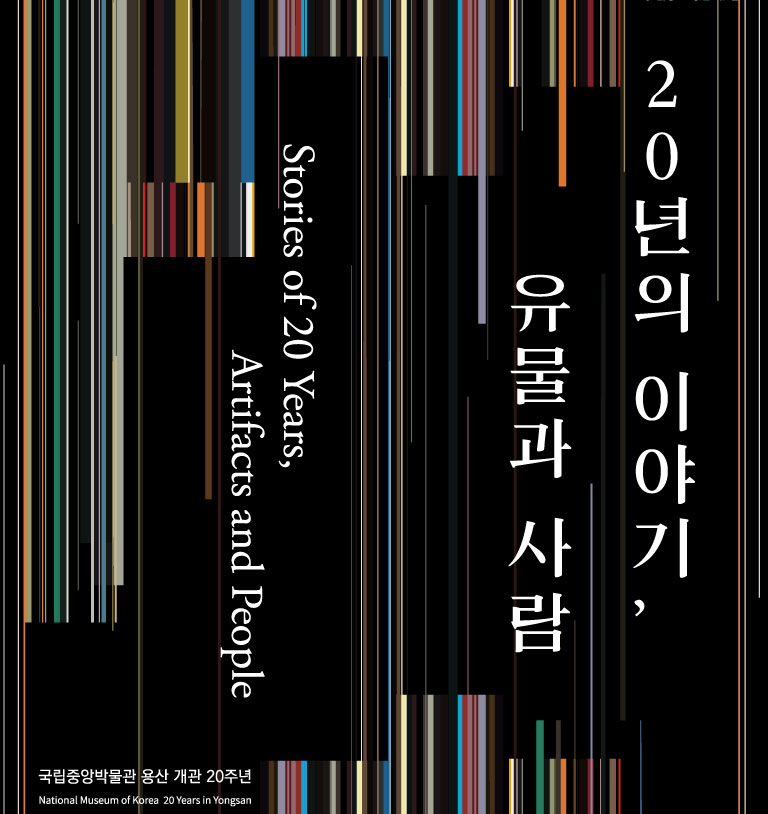 20년의 이야기,
유물과 사람
Stories of 20 Years,
Artifacts and People
국립중앙박물관 용산 개관 20주년
National Museum of Korea 20 Years in Yongsan